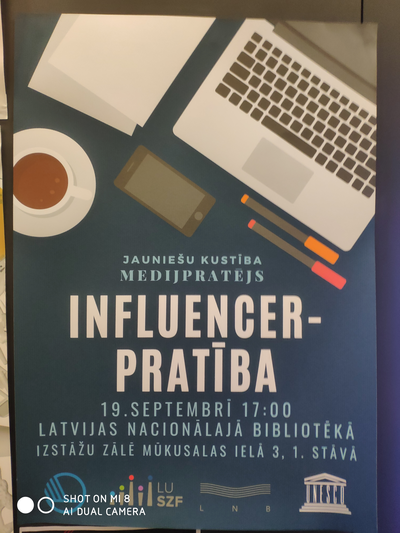 JAUNIEŠU KUSTĪBA
MEDIJPRATĒJS
INFLUENCER-
PRATĪBA
19.SEPTEMBRĪ 17:00
LATVIJAS NACIONĀLAJĀ BIBLIOTĒKĀ
IZSTĀŽU ZĀLĒ MŪKUSALAS IELĀ 3, 1. STĀVĀ
LU
SZF
L N B
UNESCO
SHOT ON MI 8
AI DUAL CAMERA